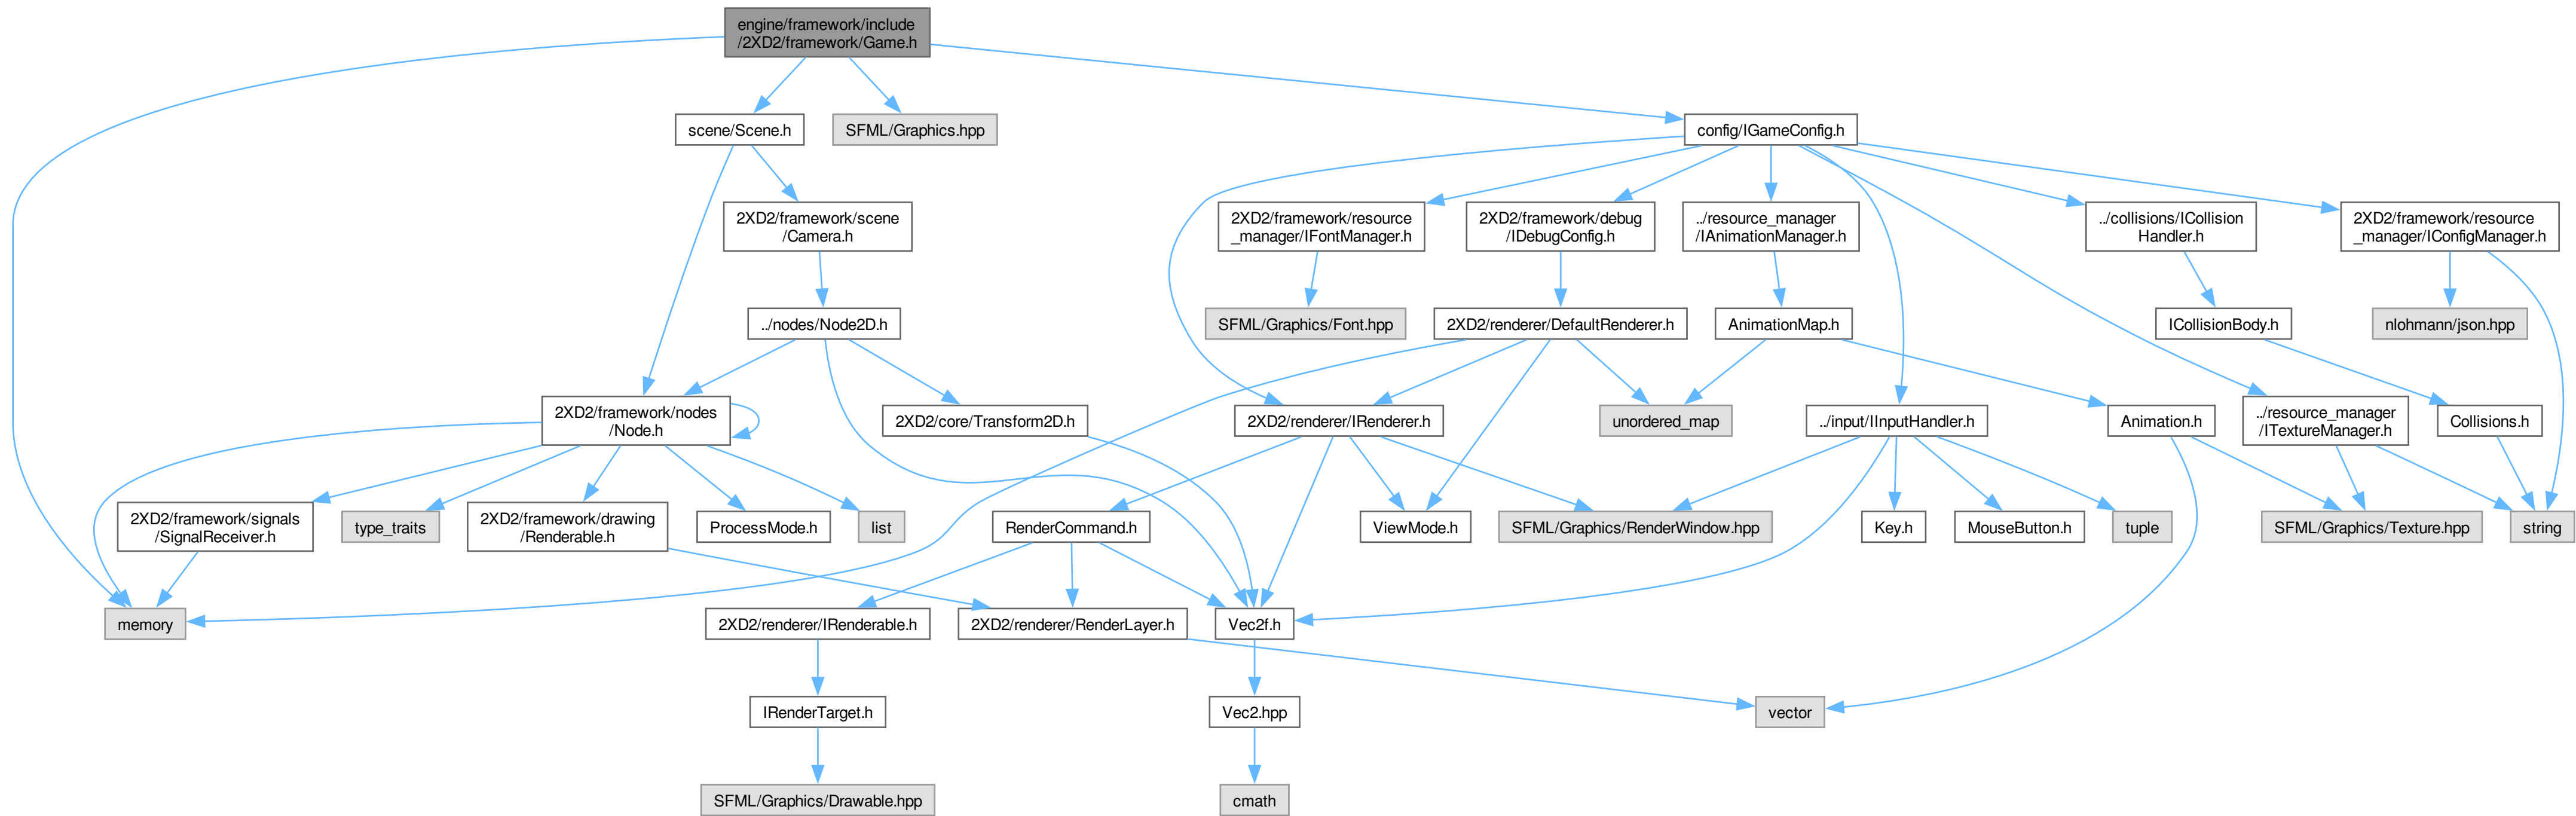 engine/framework/include
/2XD2/framework/Game.h
scene/Scene.h
SFML/Graphics.hpp
config/IGameConfig.h
2XD2/framework/scene
/Camera.h
2XD2/framework/resource
_manager/IFontManager.h
2XD2/framework/debug
/IDebugConfig.h
../resource_manager
/IAnimationManager.h
../collisions/ICollision
Handler.h
2XD2/framework/resource
_manager/IConfigManager.h
../nodes/Node2D.h
SFML/Graphics/Font.hpp
2XD2/renderer/DefaultRenderer.h
AnimationMap.h
ICollisionBody.h
nlohmann/json.hpp
2XD2/framework/nodes
/Node.h
2XD2/core/Transform2D.h
2XD2/renderer/IRenderer.h
unordered_map
../input/IInputHandler.h
Animation.h
../resource_manager
/ITextureManager.h
Collisions.h
2XD2/framework/signals
/SignalReceiver.h
type_traits
2XD2/framework/drawing
/Renderable.h
ProcessMode.h
list
RenderCommand.h
ViewMode.h
SFML/Graphics/RenderWindow.hpp
Key.h
MouseButton.h
tuple
SFML/Graphics/Texture.hpp
string
memory
2XD2/renderer/IRenderable.h
2XD2/renderer/RenderLayer.h
Vec2f.h
IRenderTarget.h
Vec2.hpp
vector
SFML/Graphics/Drawable.hpp
cmath